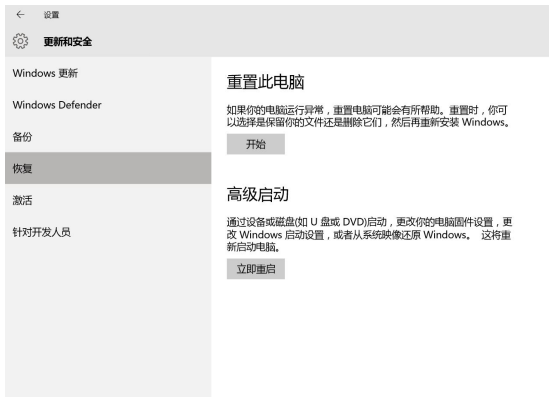 ← 设置
更新和安全
Windows 更新
Windows Defender
备份
恢复
激活
针对开发人员
重置此电脑
如果你的电脑运行异常，重置电脑可能会有所帮助。重置时，你可
以选择是保留你的文件还是删除它们，然后再重新安装 Windows。
开始
高级启动
通过设备或磁盘(如 U 盘或 DVD)启动，更改你的电脑固件设置，更
改 Windows 启动设置，或者从系统映像还原 Windows。 这将重
新启动电脑。
立即重启